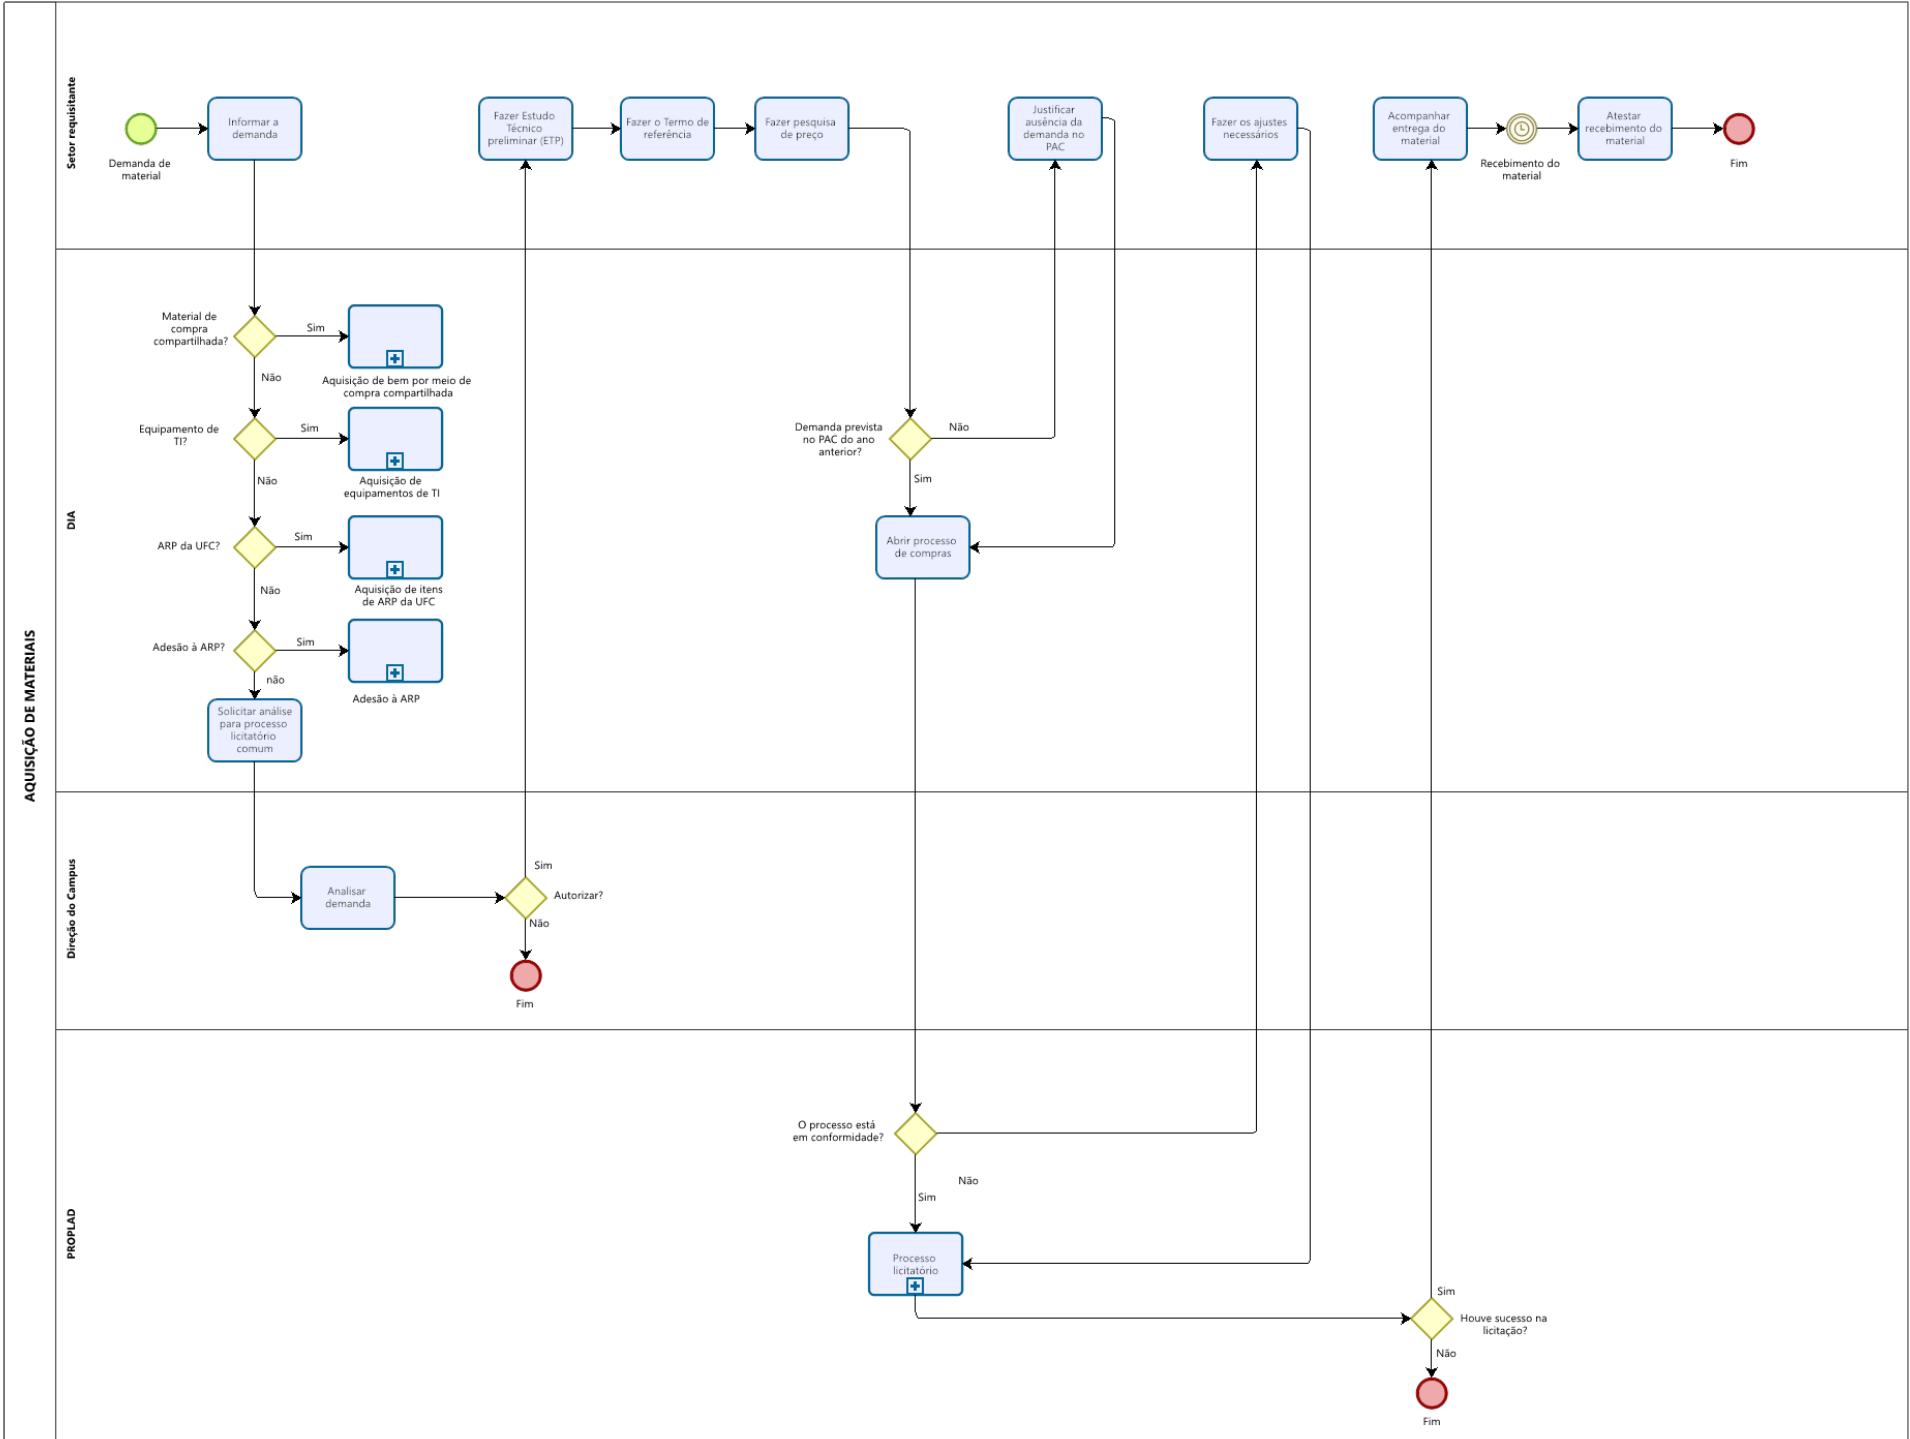 AQUISIÇÃO DE MATERIAIS
Setor requisitante
Demanda de
material
Informar a
demanda
Fazer Estudo
Técnico
preliminar (ETP)
Fazer o Termo de
referência
Fazer pesquisa
de preço
Justificar
ausência da
demanda no
PAC
Fazer os ajustes
necessários
Acompanhar
entrega do
material
Recebimento do
material
Atestar
recebimento do
material
Fim
DIA
Material de
compra
compartilhada?
Sim
Não
Aquisição de bem por meio de
compra compartilhada
Equipamento de
TI?
Sim
Não
Aquisição de
equipamentos de TI
ARP da UFC?
Sim
Não
Aquisição de itens
de ARP da UFC
Adesão à ARP?
Sim
não
Adesão à ARP
Solicitar análise
para processo
licitatório
comum
Demanda prevista
no PAC do ano
anterior?
Não
Sim
Abrir processo
de compras
Direção do Campus
Analisar
demanda
Sim
Autorizar?
Não
Fim
PROPLAD
O processo está
em conformidade?
Não
Sim
Processo
licitatório
Sim
Houve sucesso na
licitação?
Não
Fim